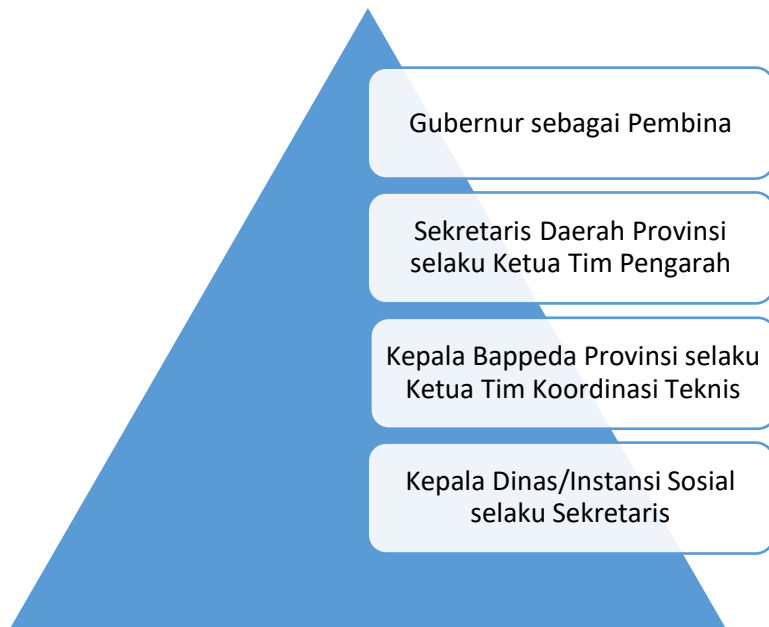 Gubernur sebagai Pembina
Sekretaris Daerah Provinsi
selaku Ketua Tim Pengarah
Kepala Bappeda Provinsi selaku
Ketua Tim Koordinasi Teknis
Kepala Dinas/Instansi Sosial
selaku Sekretaris